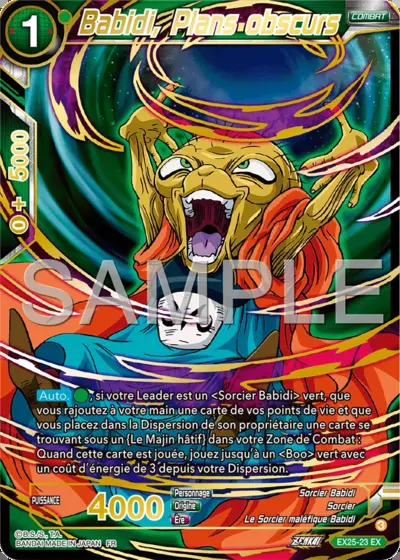 1
Babidi, Plans obscurs
COMBAT
0 + 5000
SAMPLE
Auto, si votre Leader est un <Sorcier Babidi> vert, que
vous rajoutez à votre main une carte de vos points de vie et que
vous placez dans la Dispersion de son propriétaire une carte se
trouvant sous un {Le Majin hâtif} dans votre Zone de Combat :
Quand cette carte est jouée, jouez jusqu'à un <Boo> vert avec
un coût d'énergie de 3 depuis votre Dispersion.
PUISSANCE
4000
Personnage
Sorcier Babidi
Origine
Sorcier
Ère
Le Sorcier maléfique Babidi
3
©B.S./S., T.A.
BANDAI MADE IN JAPAN FR
ZENKAI
EX25-23 EX